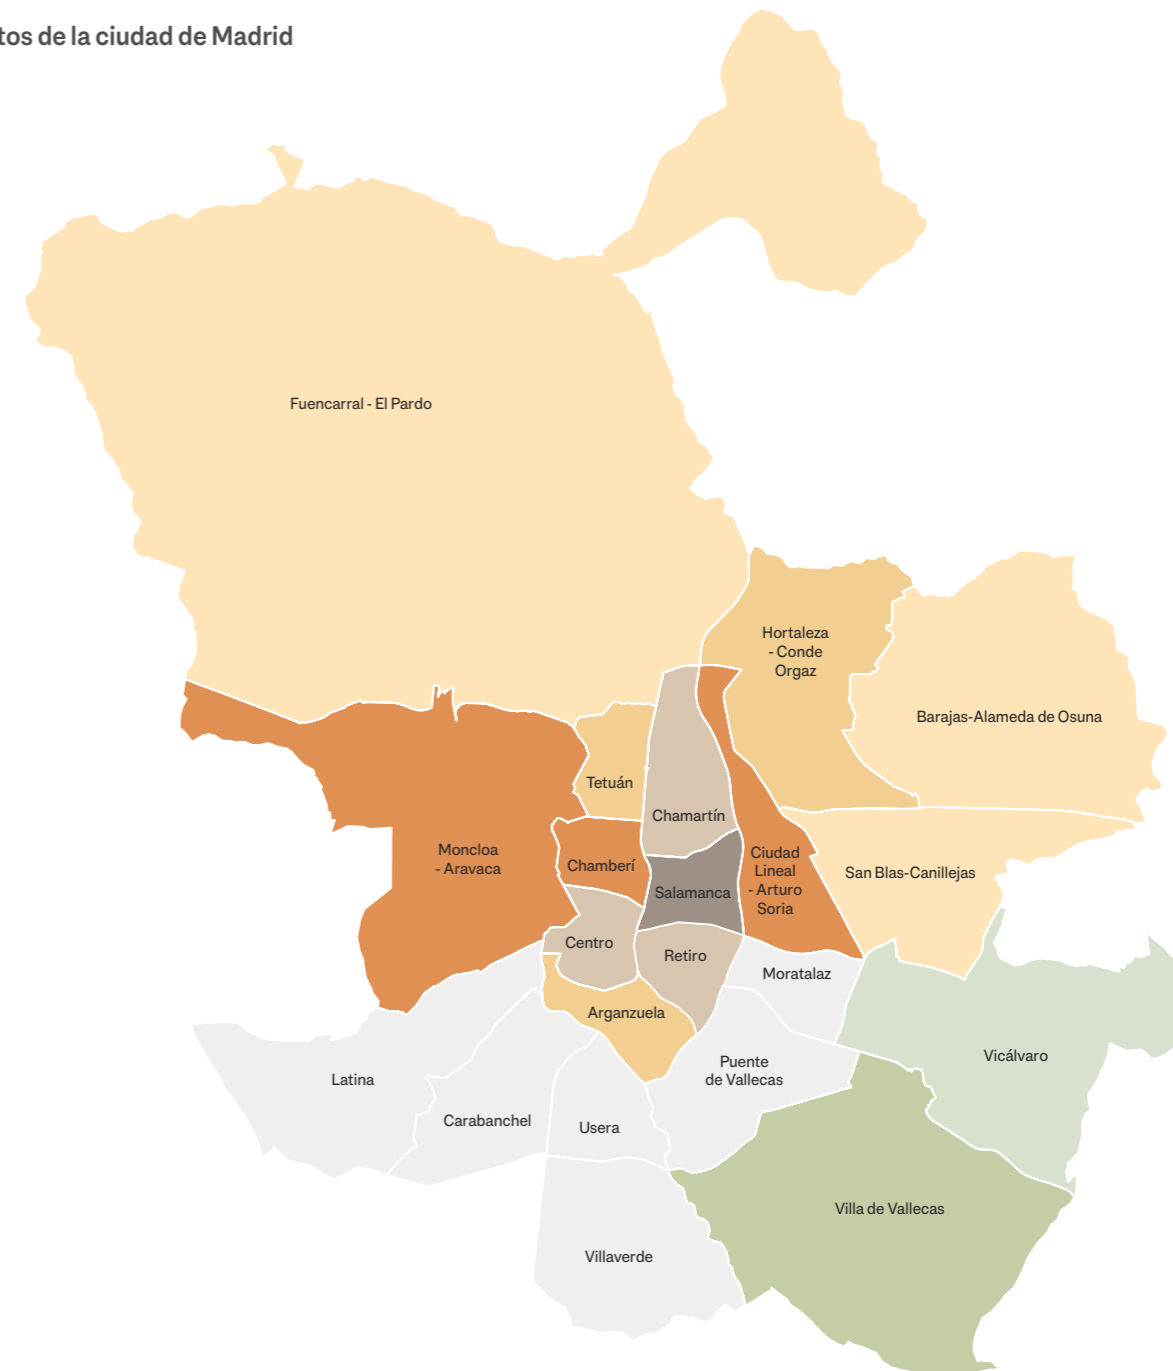 tos de la ciudad de Madrid
Fuencarral - El Pardo
Hortaleza
- Conde
Orgaz
Barajas-Alameda de Osuna
Tetuán
Chamartín
Moncloa
- Aravaca
Chamberí
Ciudad
Lineal
- Arturo
Soria
San Blas-Canillejas
Salamanca
Centro
Retiro
Moratalaz
Arganzuela
Vicálvaro
Puente
de Vallecas
Latina
Carabanchel
Usera
Villa de Vallecas
Villaverde